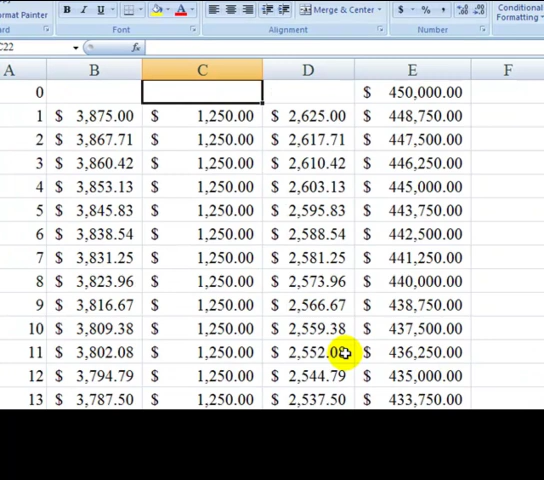 ormat Painter B I U Merge & Center $ % , Conditional
Formatting
ard Font Alignment Number
C22 fx
A B C D E F
0 $ 450,000.00
1 $ 3,875.00 $ 1,250.00 $ 2,625.00 $ 448,750.00
2 $ 3,867.71 $ 1,250.00 $ 2,617.71 $ 447,500.00
3 $ 3,860.42 $ 1,250.00 $ 2,610.42 $ 446,250.00
4 $ 3,853.13 $ 1,250.00 $ 2,603.13 $ 445,000.00
5 $ 3,845.83 $ 1,250.00 $ 2,595.83 $ 443,750.00
6 $ 3,838.54 $ 1,250.00 $ 2,588.54 $ 442,500.00
7 $ 3,831.25 $ 1,250.00 $ 2,581.25 $ 441,250.00
8 $ 3,823.96 $ 1,250.00 $ 2,573.96 $ 440,000.00
9 $ 3,816.67 $ 1,250.00 $ 2,566.67 $ 438,750.00
10 $ 3,809.38 $ 1,250.00 $ 2,559.38 $ 437,500.00
11 $ 3,802.08 $ 1,250.00 $ 2,552.08 $ 436,250.00
12 $ 3,794.79 $ 1,250.00 $ 2,544.79 $ 435,000.00
13 $ 3,787.50 $ 1,250.00 $ 2,537.50 $ 433,750.00